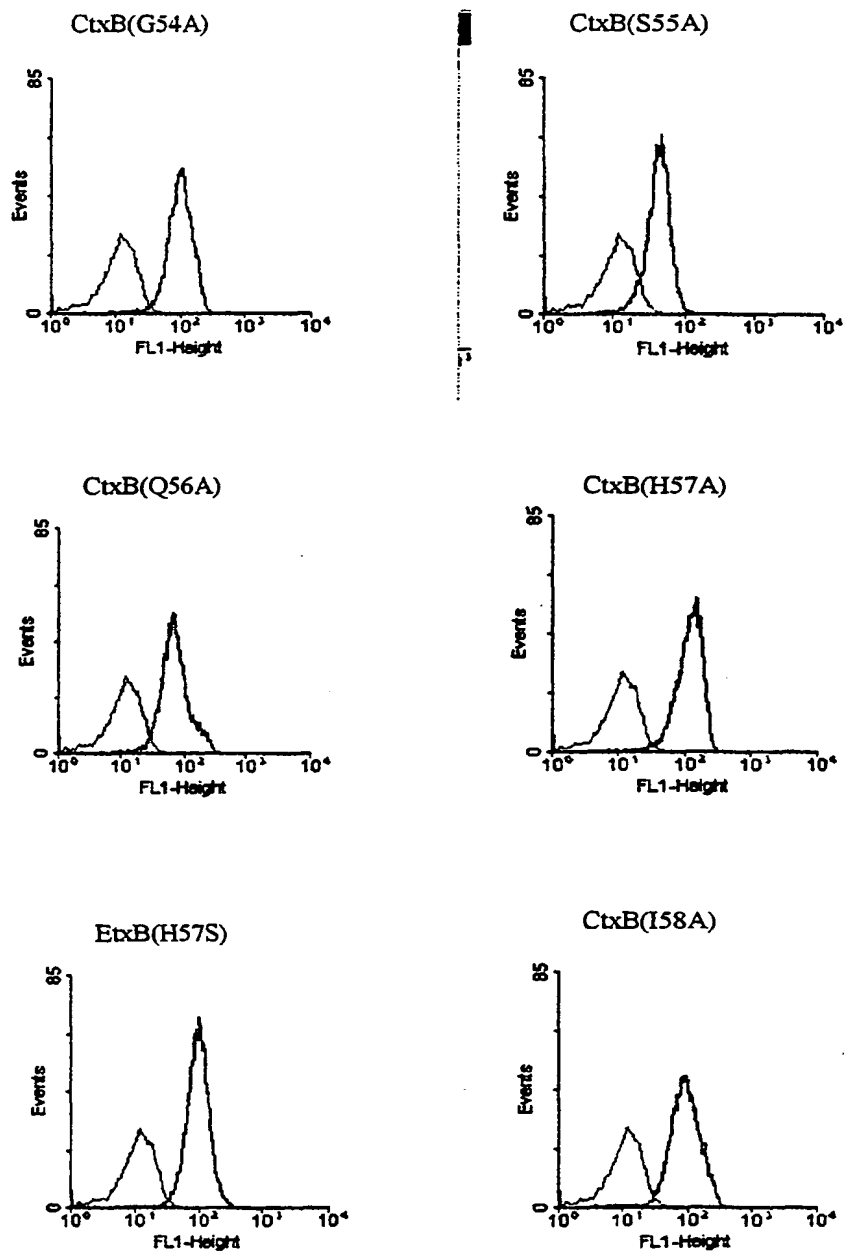 CtxB(G54A)
85
Events
0
10⁰ 10¹ 10² 10³ 10⁴
FL1-Height
CtxB(S55A)
85
Events
0
10⁰ 10¹ 10² 10³ 10⁴
FL1-Height
CtxB(Q56A)
85
Events
0
10⁰ 10¹ 10² 10³ 10⁴
FL1-Height
CtxB(H57A)
85
Events
0
10⁰ 10¹ 10² 10³ 10⁴
FL1-Height
EtxB(H57S)
85
Events
0
10⁰ 10¹ 10² 10³ 10⁴
FL1-Height
CtxB(I58A)
85
Events
0
10⁰ 10¹ 10² 10³ 10⁴
FL1-Height